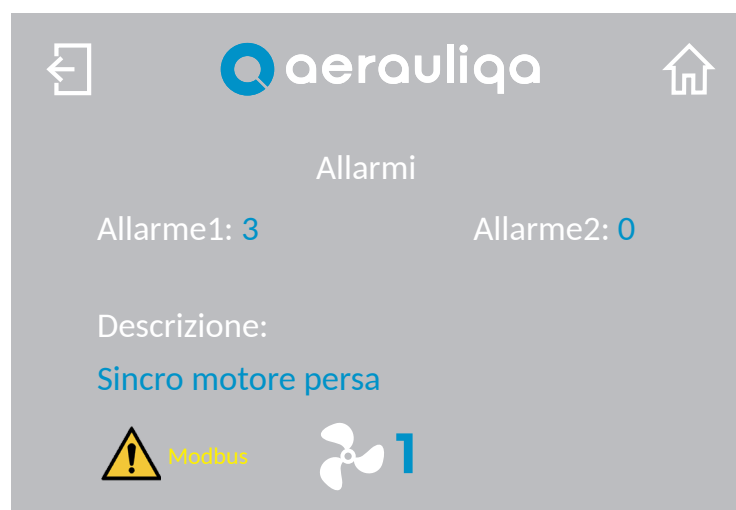 aerauliqa
Allarmi
Allarme1: 3 Allarme2: 0
Descrizione:
Sincro motore persa
Modbus 1